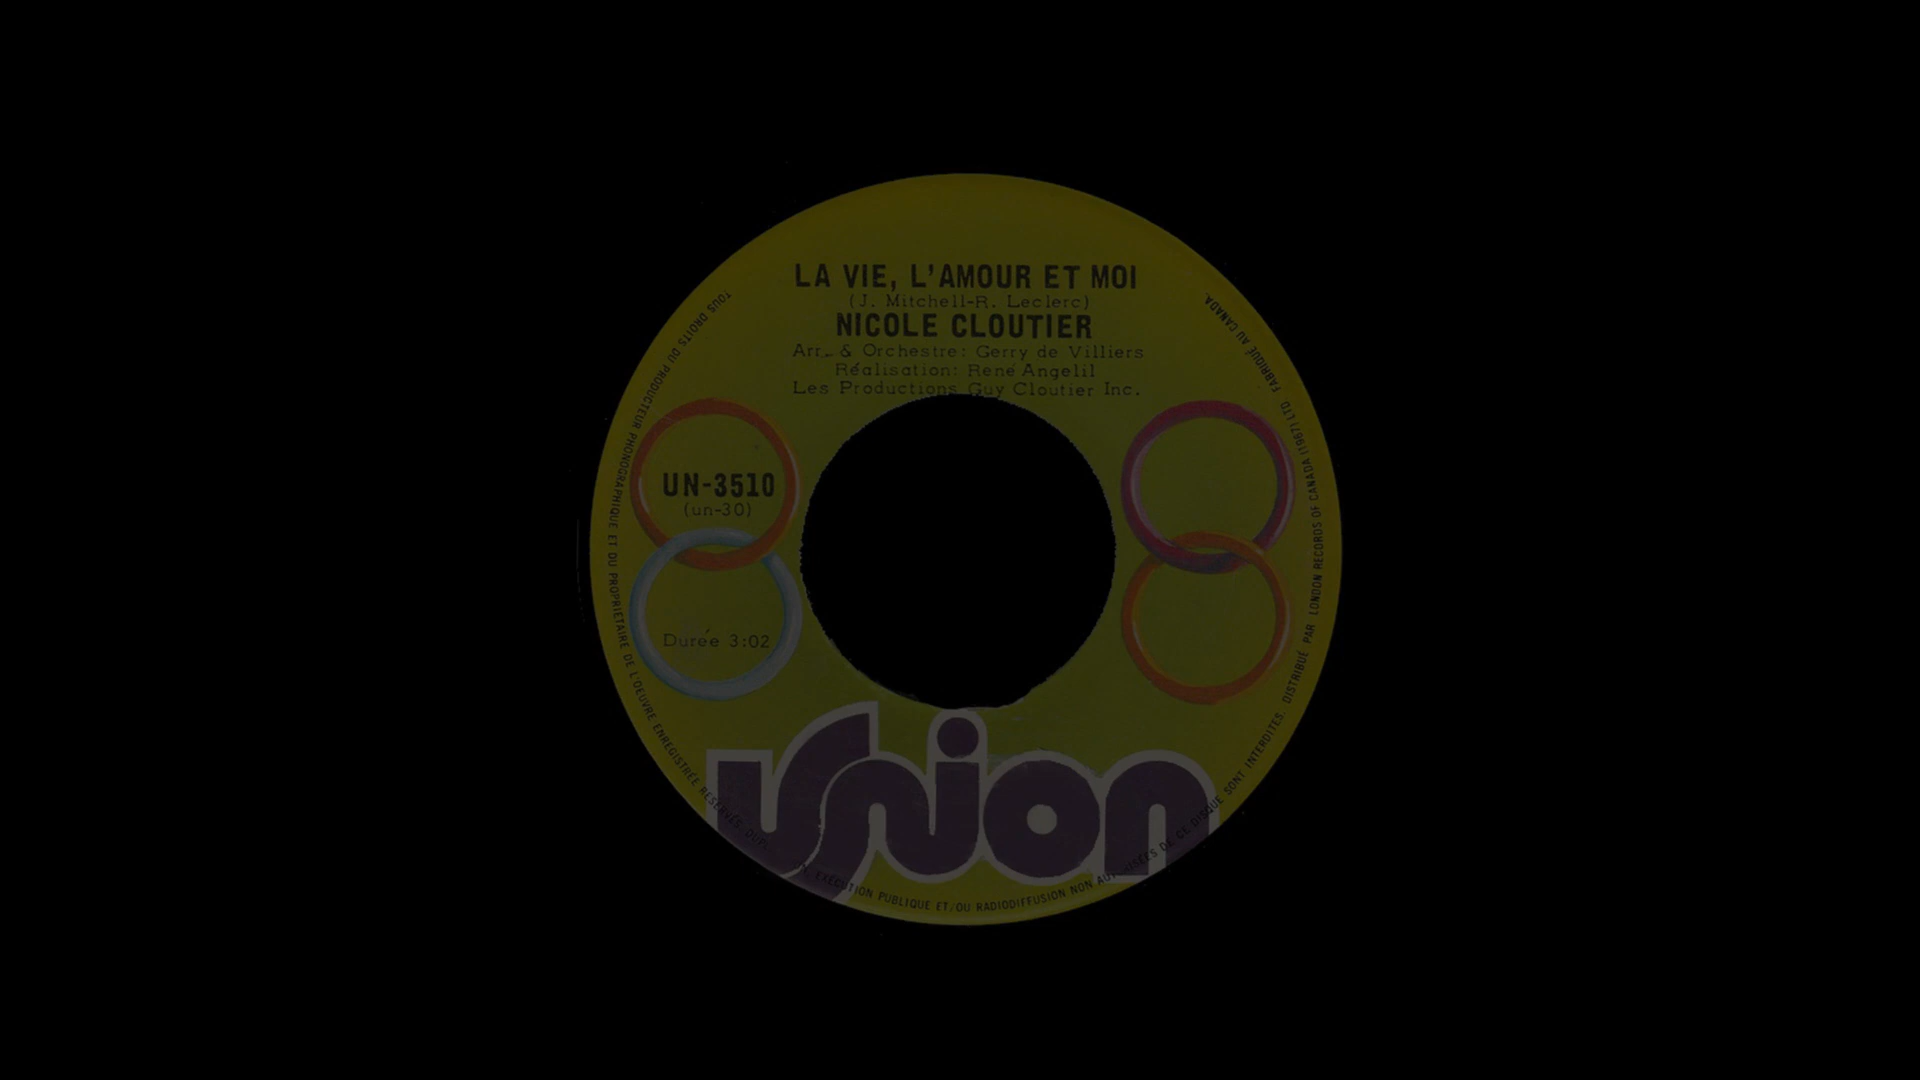 LA VIE, L'AMOUR ET MOI
(J. Mitchell-R. Leclerc)
NICOLE CLOUTIER
Arr. & Orchestre: Gerry de Villiers
Réalisation: René Angelil
Les Productions Guy Cloutier Inc.
UN-3510
(un-30)
Durée 3:02
Union
TOUS DROITS DU PRODUCTEUR PHONOGRAPHIQUE ET DU PROPRIÉTAIRE DE L'OEUVRE ENREGISTRÉE RÉSERVÉS. EXÉCUTION PUBLIQUE ET/OU RADIODIFFUSION NON DE CE DISQUE SONT INTERDITES. DISTRIBUÉ PAR LONDON RECORDS OF CANADA (1967) LTD FABRIQUÉ AU CANADA